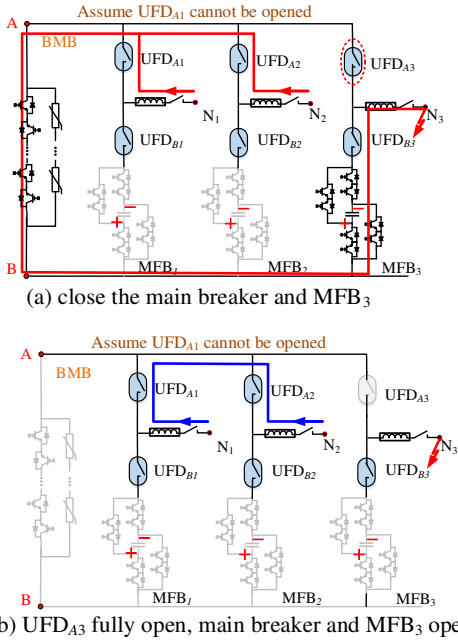 Assume UFD_A1 cannot be opened
A
BMB
UFD_A1
UFD_A2
UFD_A3
N_1
N_2
N_3
UFD_B1
UFD_B2
UFD_B3
B
MFB_1
MFB_2
MFB_3
(a) close the main breaker and MFB_3
Assume UFD_A1 cannot be opened
A
BMB
UFD_A1
UFD_A2
UFD_A3
N_1
N_2
N_3
UFD_B1
UFD_B2
UFD_B3
B
MFB_1
MFB_2
MFB_3
b) UFD_A3 fully open, main breaker and MFB_3 ope